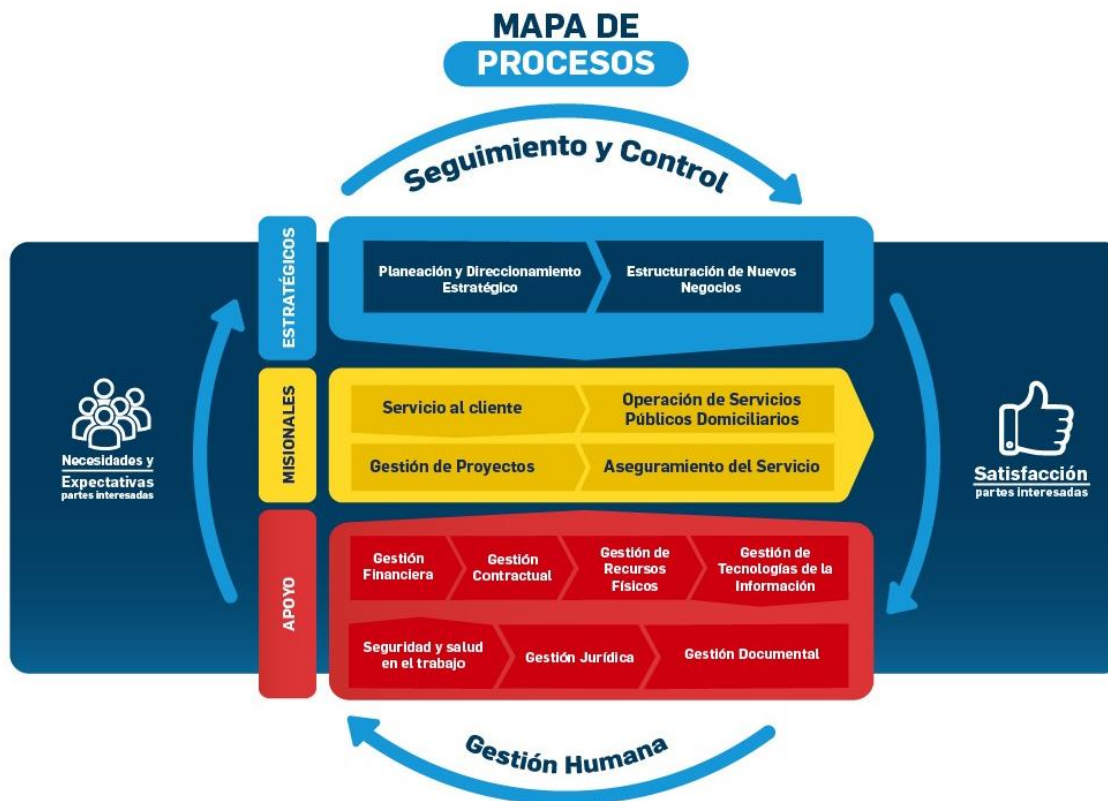 MAPA DE
PROCESOS
Seguimiento y Control
ESTRATÉGICOS
Planeación y Direccionamiento
Estratégico
Estructuración de Nuevos
Negocios
MISIONALES
Servicio al cliente
Operación de Servicios
Públicos Domiciliarios
Gestión de Proyectos
Aseguramiento del Servicio
Necesidades y
Expectativas
partes interesadas
Satisfacción
partes interesadas
APOYO
Gestión
Financiera
Gestión
Contractual
Gestión de
Recursos
Físicos
Gestión de
Tecnologías de la
Información
Seguridad y salud
en el trabajo
Gestión Jurídica
Gestión Documental
Gestión Humana